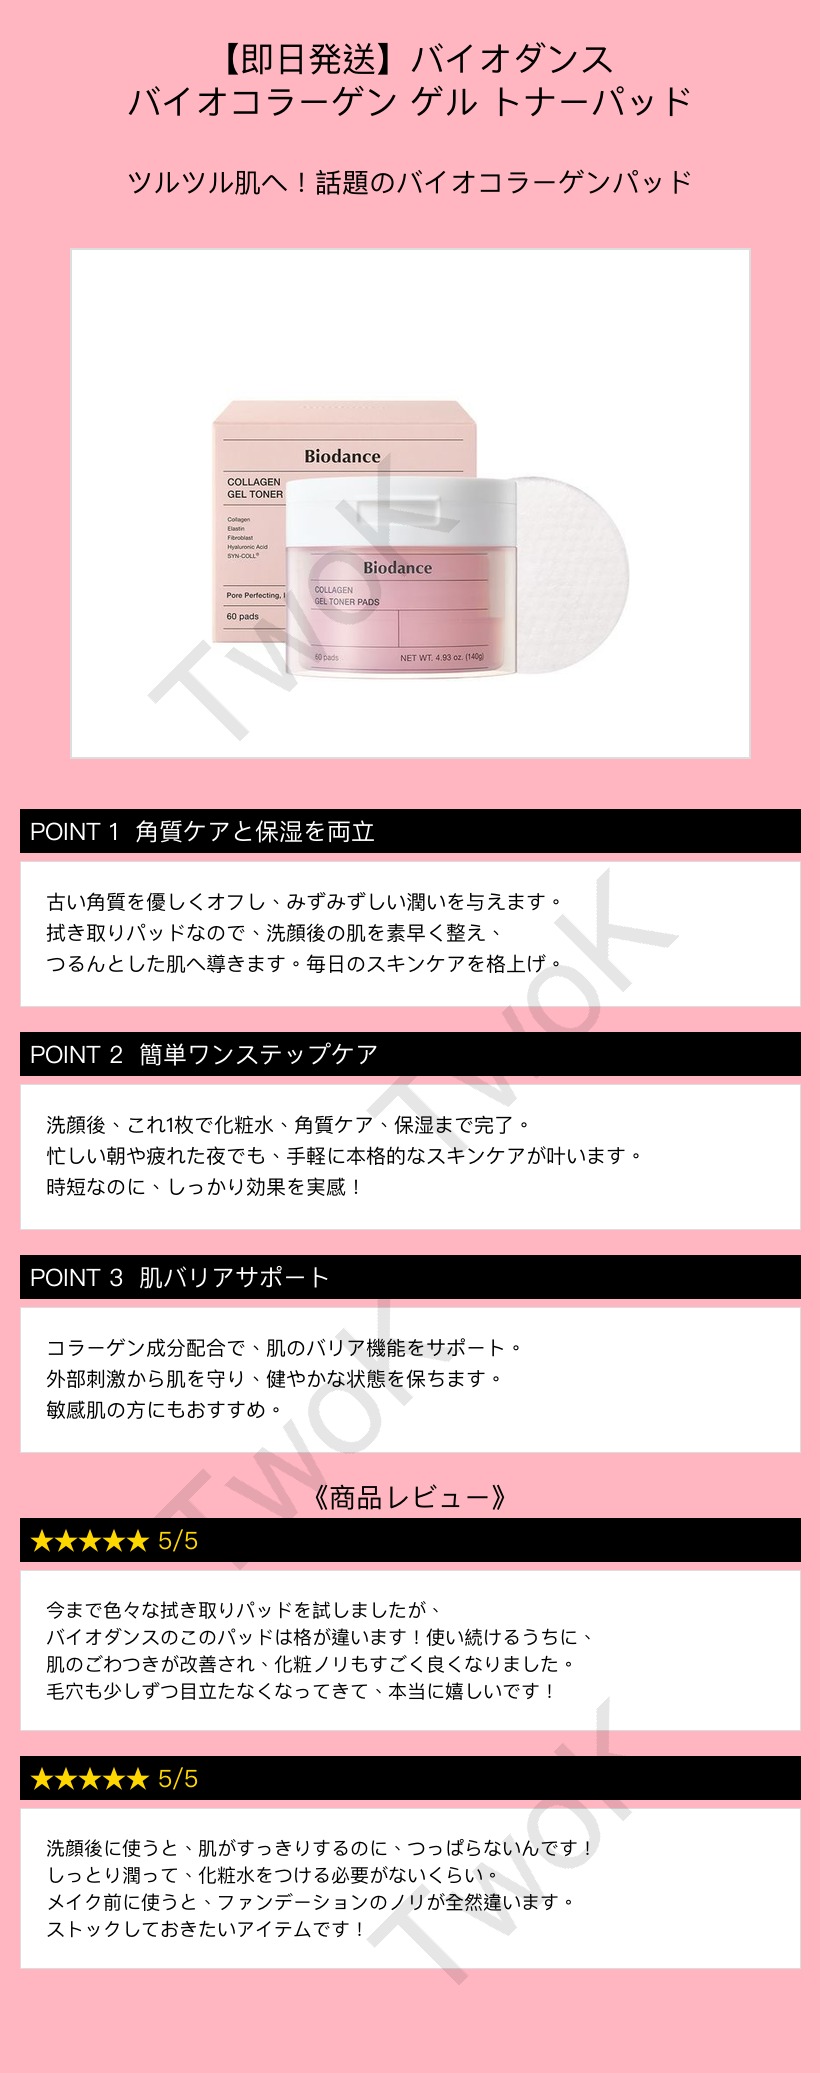 【即日発送】バイオダンス
バイオコラーゲン ゲル トナーパッド
ツルツル肌へ！話題のバイオコラーゲンパッド
Biodance
COLLAGEN
GEL TONER
Collagen
Elastin
Fibroblast
Hyaluronic Acid
SYN-COLL®
Pore Perfecting,
60 pads
Biodance
COLLAGEN
GEL TONER PADS
60 pads NET WT. 4.93 oz. (140g)
TwoK
POINT 1 角質ケアと保湿を両立
古い角質を優しくオフし、みずみずしい潤いを与えます。
拭き取りパッドなので、洗顔後の肌を素早く整え、
つるんとした肌へ導きます。毎日のスキンケアを格上げ。
TwoK
POINT 2 簡単ワンステップケア
洗顔後、これ1枚で化粧水、角質ケア、保湿まで完了。
忙しい朝や疲れた夜でも、手軽に本格的なスキンケアが叶います。
時短なのに、しっかり効果を実感！
POINT 3 肌バリアサポート
コラーゲン成分配合で、肌のバリア機能をサポート。
外部刺激から肌を守り、健やかな状態を保ちます。
敏感肌の方にもおすすめ。
TwoK
《商品レビュー》
★★★★★ 5/5
今まで色々な拭き取りパッドを試しましたが、
バイオダンスのこのパッドは格が違います！使い続けるうちに、
肌のごわつきが改善され、化粧ノリもすごく良くなりました。
毛穴も少しずつ目立たなくなってきて、本当に嬉しいです！
★★★★★ 5/5
洗顔後に使うと、肌がすっきりするのに、つっぱらないんです！
しっとり潤って、化粧水をつける必要がないくらい。
メイク前に使うと、ファンデーションのノリが全然違います。
ストックしておきたいアイテムです！
TwoK